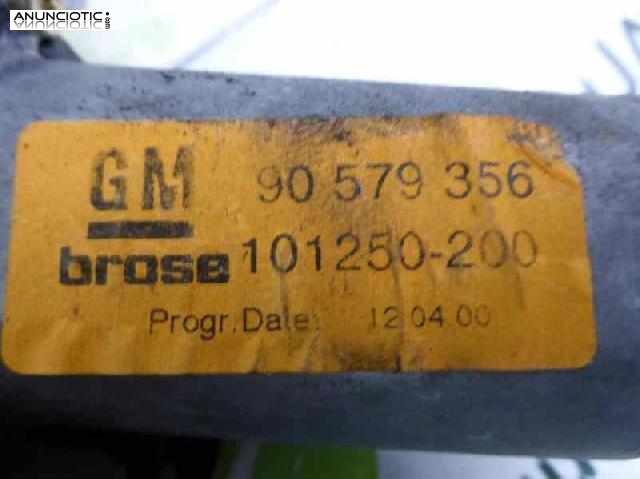 ANUNCIOTIC
GM 90 579 356
brose 101250-200
Progr. Date: 12.04.00